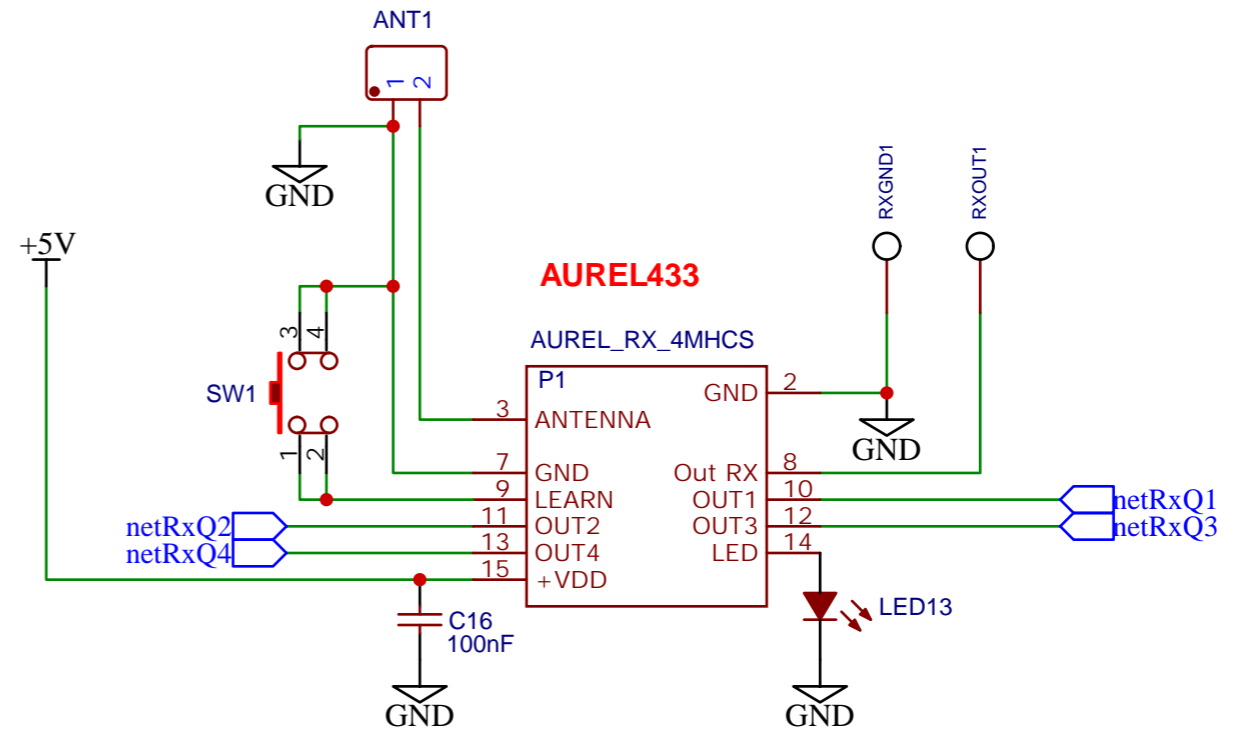 ANT1
1 2
GND
RXGND1
RXOUT1
+5V
AUREL433
AUREL_RX_4MHCS
P1
3 4
SW1
1 2
3 ANTENNA
7 GND
9 LEARN
netRxQ2 11 OUT2
netRxQ4 13 OUT4
15 +VDD
GND 2
GND
Out RX 8
OUT1 10 netRxQ1
OUT3 12 netRxQ3
LED 14
C16
100nF
GND
LED13
GND